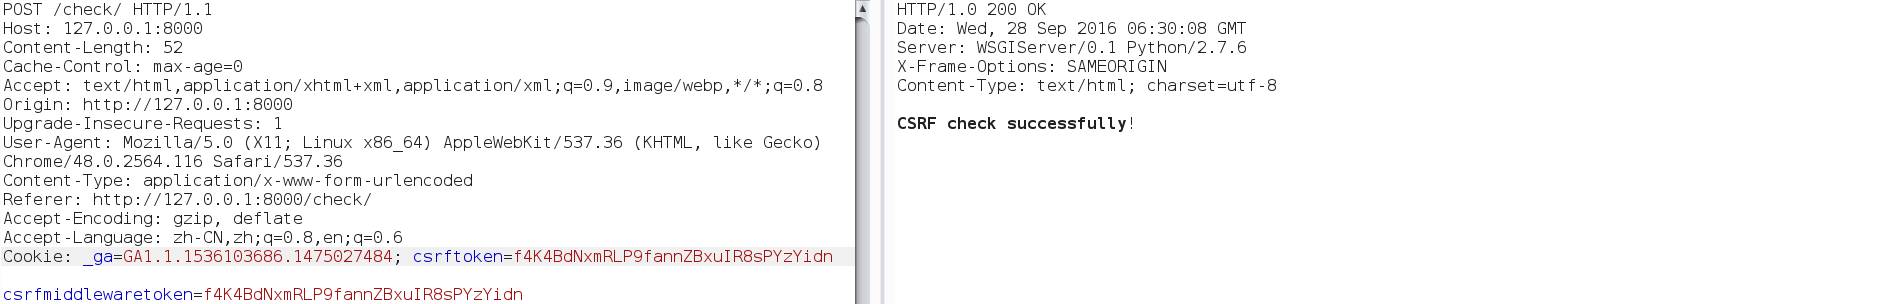 POST /check/ HTTP/1.1
Host: 127.0.0.1:8000
Content-Length: 52
Cache-Control: max-age=0
Accept: text/html,application/xhtml+xml,application/xml;q=0.9,image/webp,*/*;q=0.8
Origin: http://127.0.0.1:8000
Upgrade-Insecure-Requests: 1
User-Agent: Mozilla/5.0 (X11; Linux x86_64) AppleWebKit/537.36 (KHTML, like Gecko)
Chrome/48.0.2564.116 Safari/537.36
Content-Type: application/x-www-form-urlencoded
Referer: http://127.0.0.1:8000/check/
Accept-Encoding: gzip, deflate
Accept-Language: zh-CN,zh;q=0.8,en;q=0.6
Cookie: _ga=GA1.1.1536103686.1475027484; csrftoken=f4K4BdNxmRLP9fannZBxuIR8sPYzYidn
csrfmiddlewaretoken=f4K4BdNxmRLP9fannZBxuIR8sPYzYidn
HTTP/1.0 200 OK
Date: Wed, 28 Sep 2016 06:30:08 GMT
Server: WSGIServer/0.1 Python/2.7.6
X-Frame-Options: SAMEORIGIN
Content-Type: text/html; charset=utf-8
CSRF check successfully!